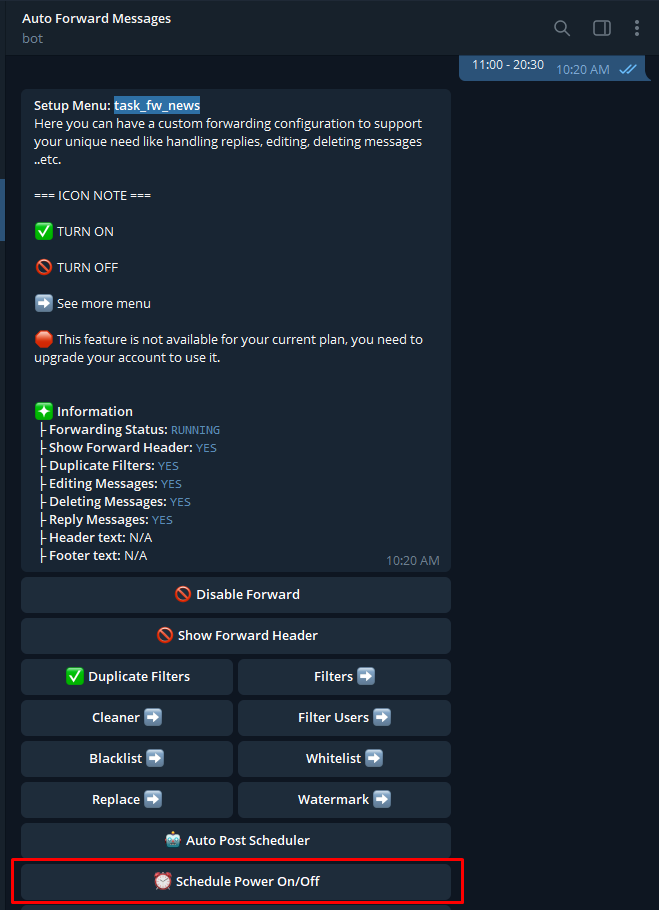 Auto Forward Messages
bot
11:00 - 20:30 10:20 AM
Setup Menu: task_fw_news
Here you can have a custom forwarding configuration to support
your unique need like handling replies, editing, deleting messages
..etc.
=== ICON NOTE ===
✅ TURN ON
🚫 TURN OFF
➡️ See more menu
🛑 This feature is not available for your current plan, you need to
upgrade your account to use it.
❇️ Information
├ Forwarding Status: RUNNING
├ Show Forward Header: YES
├ Duplicate Filters: YES
├ Editing Messages: YES
├ Deleting Messages: YES
├ Reply Messages: YES
├ Header text: N/A
├ Footer text: N/A
10:20 AM
🚫 Disable Forward
🚫 Show Forward Header
✅ Duplicate Filters
Filters ➡️
Cleaner ➡️
Filter Users ➡️
Blacklist ➡️
Whitelist ➡️
Replace ➡️
Watermark ➡️
🤖 Auto Post Scheduler
⏰ Schedule Power On/Off